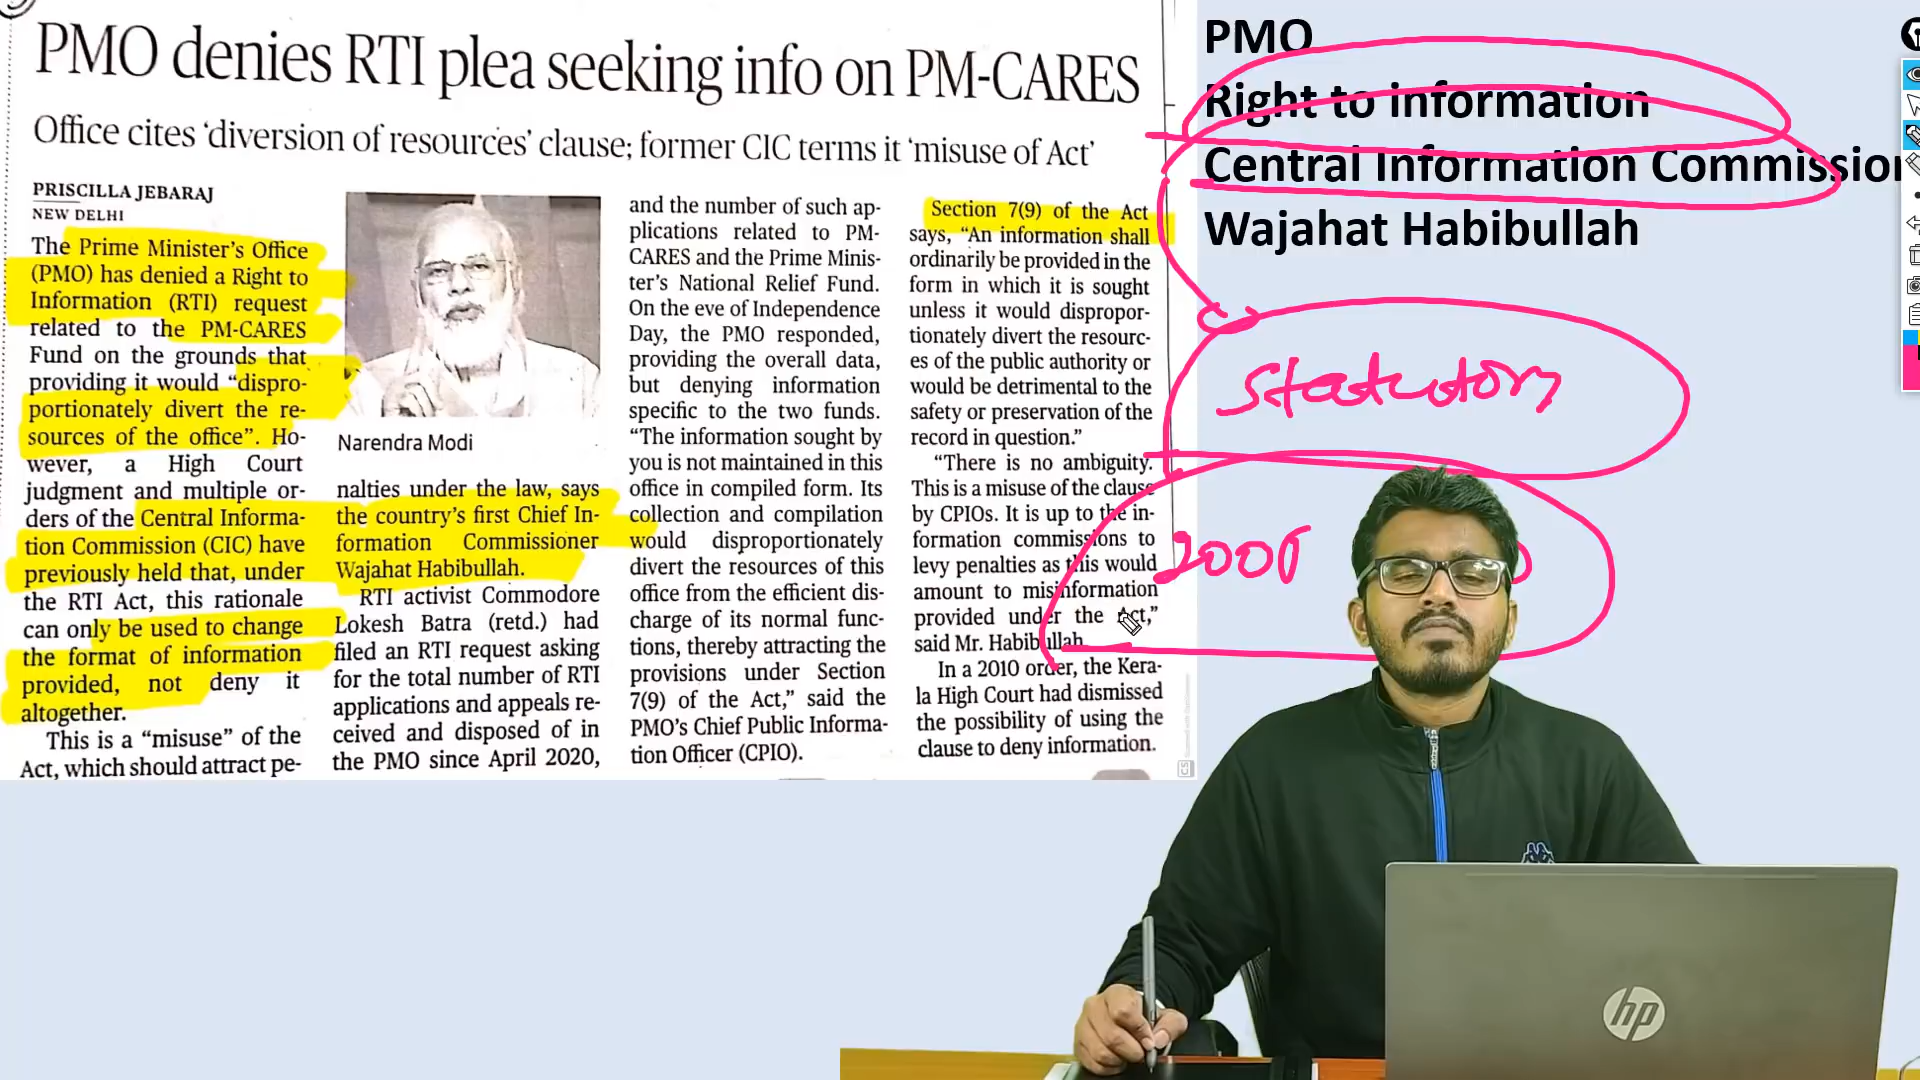 PMO denies RTI plea seeking info on PM-CARES
Office cites ‘diversion of resources’ clause; former CIC terms it ‘misuse of Act’
PRISCILLA JEBARAJ
NEW DELHI
The Prime Minister’s Office
(PMO) has denied a Right to
Information (RTI) request
related to the PM-CARES
Fund on the grounds that
providing it would “dispro-
portionately divert the re-
sources of the office”. Ho-
wever, a High Court
judgment and multiple or-
ders of the Central Informa-
tion Commission (CIC) have
previously held that, under
the RTI Act, this rationale
can only be used to change
the format of information
provided, not deny it
altogether.
This is a “misuse” of the
Act, which should attract pe-
Narendra Modi
nalties under the law, says
the country’s first Chief In-
formation Commissioner
Wajahat Habibullah.
RTI activist Commodore
Lokesh Batra (retd.) had
filed an RTI request asking
for the total number of RTI
applications and appeals re-
ceived and disposed of in
the PMO since April 2020,
and the number of such ap-
plications related to PM-
CARES and the Prime Minis-
ter’s National Relief Fund.
On the eve of Independence
Day, the PMO responded,
providing the overall data,
but denying information
specific to the two funds.
“The information sought by
you is not maintained in this
office in compiled form. Its
collection and compilation
would disproportionately
divert the resources of this
office from the efficient dis-
charge of its normal func-
tions, thereby attracting the
provisions under Section
7(9) of the Act,” said the
PMO’s Chief Public Informa-
tion Officer (CPIO).
Section 7(9) of the Act
says, “An information shall
ordinarily be provided in the
form in which it is sought
unless it would dispropor-
tionately divert the resourc-
es of the public authority or
would be detrimental to the
safety or preservation of the
record in question.”
“There is no ambiguity.
This is a misuse of the clause
by CPIOs. It is up to the in-
formation commissions to
levy penalties as this would
amount to misinformation
provided under the Act,”
said Mr. Habibullah.
In a 2010 order, the Kera-
la High Court had dismissed
the possibility of using the
clause to deny information.
CS
PMO
Right to information
Central Information Commission
Wajahat Habibullah
Statutory
hp